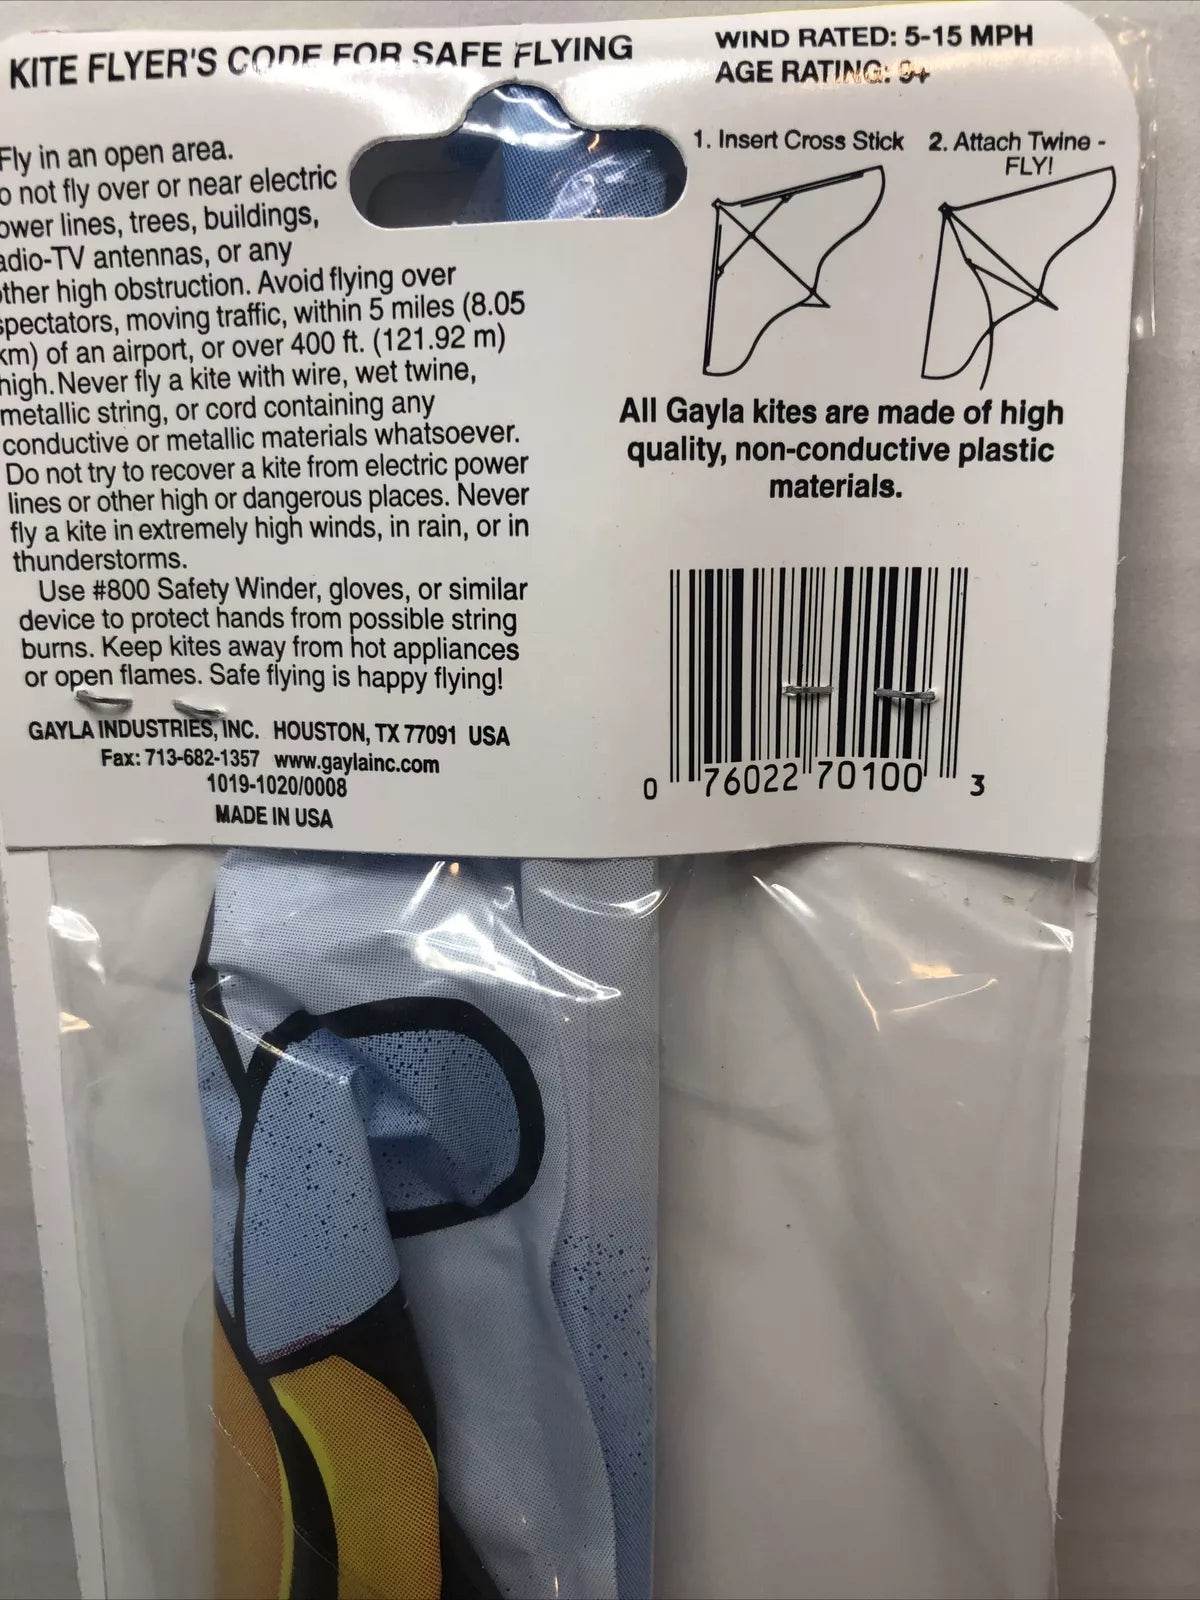 KITE FLYER'S CODE FOR SAFE FLYING
Fly in an open area.
o not fly over or near electric
ower lines, trees, buildings,
adio-TV antennas, or any
other high obstruction. Avoid flying over
spectators, moving traffic, within 5 miles (8.05
km) of an airport, or over 400 ft. (121.92 m)
high. Never fly a kite with wire, wet twine,
metallic string, or cord containing any
conductive or metallic materials whatsoever.
Do not try to recover a kite from electric power
lines or other high or dangerous places. Never
fly a kite in extremely high winds, in rain, or in
thunderstorms.
Use #800 Safety Winder, gloves, or similar
device to protect hands from possible string
burns. Keep kites away from hot appliances
or open flames. Safe flying is happy flying!
GAYLA INDUSTRIES, INC. HOUSTON, TX 77091 USA
Fax: 713-682-1357 www.gaylainc.com
1019-1020/0008
MADE IN USA
WIND RATED: 5-15 MPH
AGE RATING: 9+
1. Insert Cross Stick
2. Attach Twine -
FLY!
All Gayla kites are made of high
quality, non-conductive plastic
materials.
0 76022 70100 3